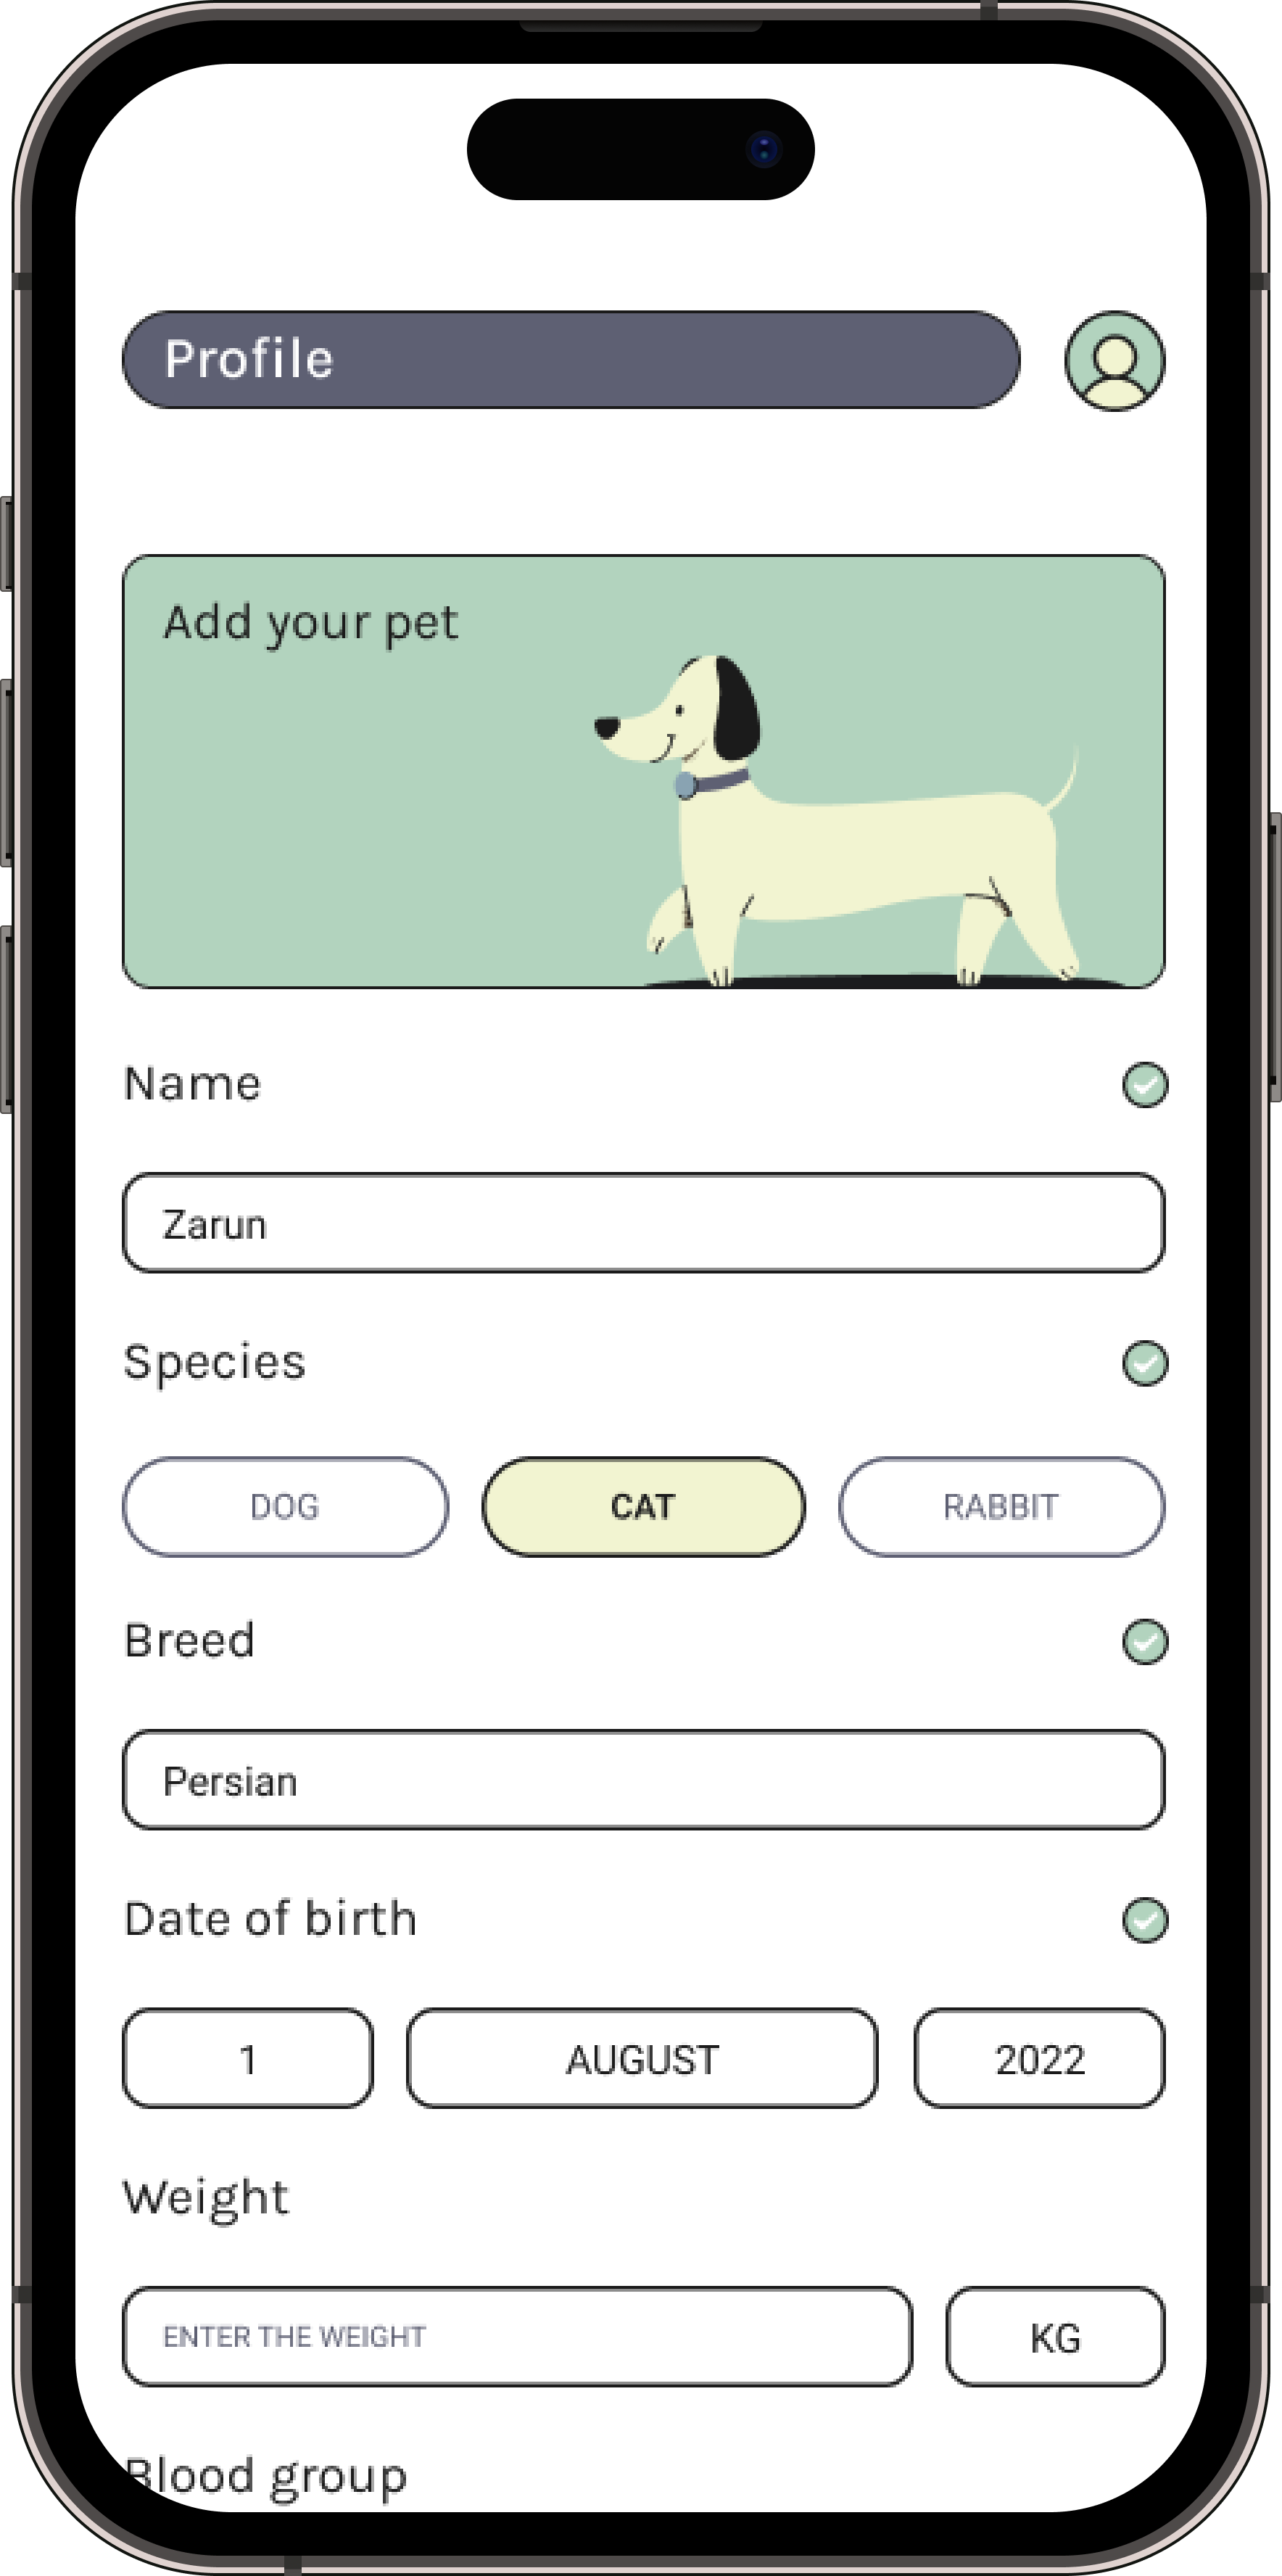 Profile
Add your pet
Name
Zarun
Species
DOG CAT RABBIT
Breed
Persian
Date of birth
1 AUGUST 2022
Weight
ENTER THE WEIGHT KG
Blood group